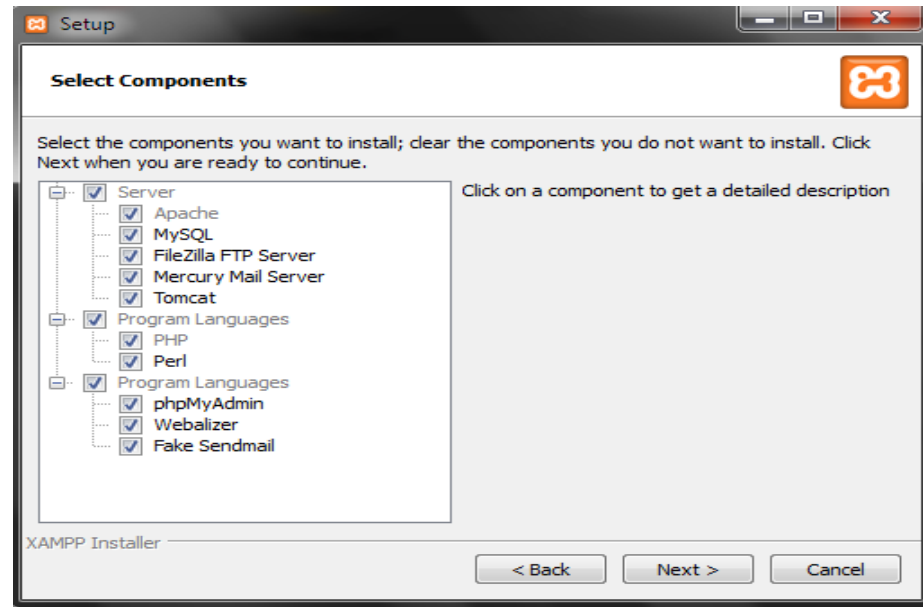 Setup
Select Components
Select the components you want to install; clear the components you do not want to install. Click
Next when you are ready to continue.
Server
Apache
MySQL
FileZilla FTP Server
Mercury Mail Server
Tomcat
Program Languages
PHP
Perl
Program Languages
phpMyAdmin
Webalizer
Fake Sendmail
Click on a component to get a detailed description
XAMPP Installer
< Back Next > Cancel